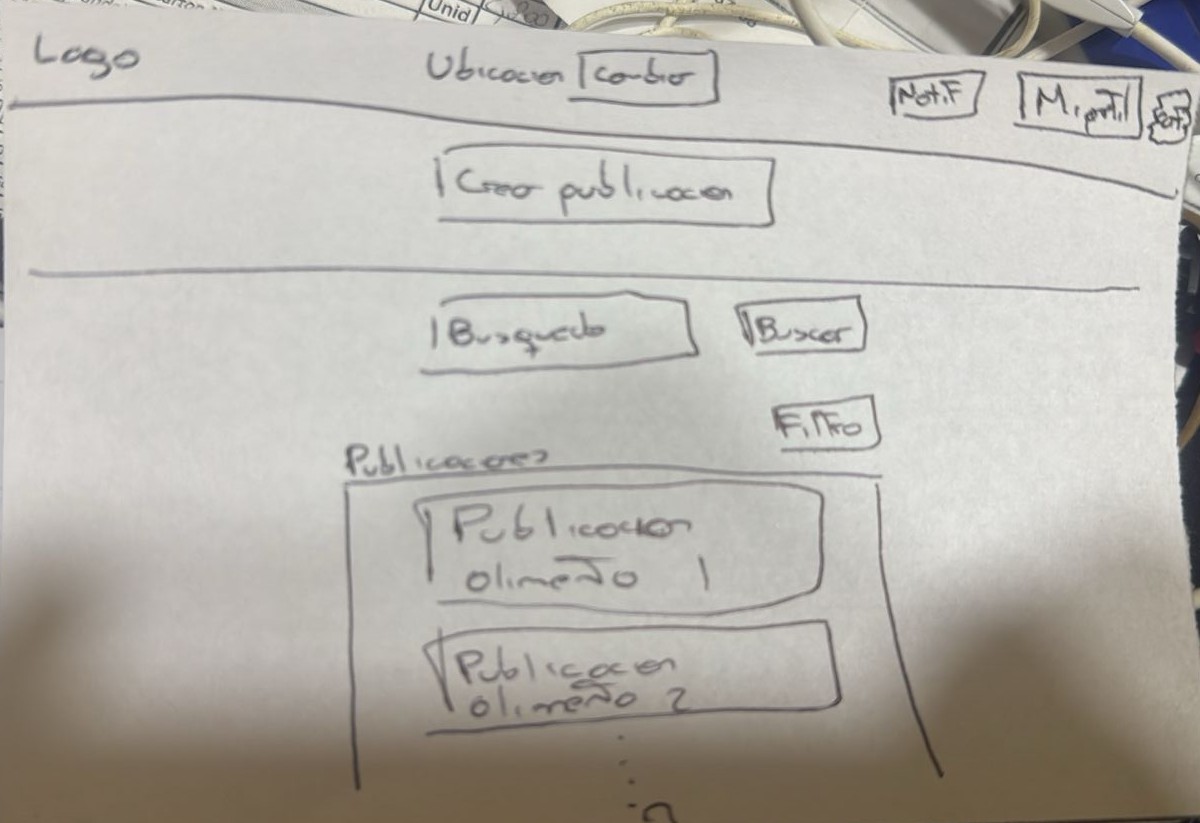 Logo
Ubicacion cambiar
Notif
Mi perfil
Crear publicacion
Busqueda
Buscar
Filtro
Publicaciones
Publicacion
alimento 1
Publicacion
alimento 2
Unid